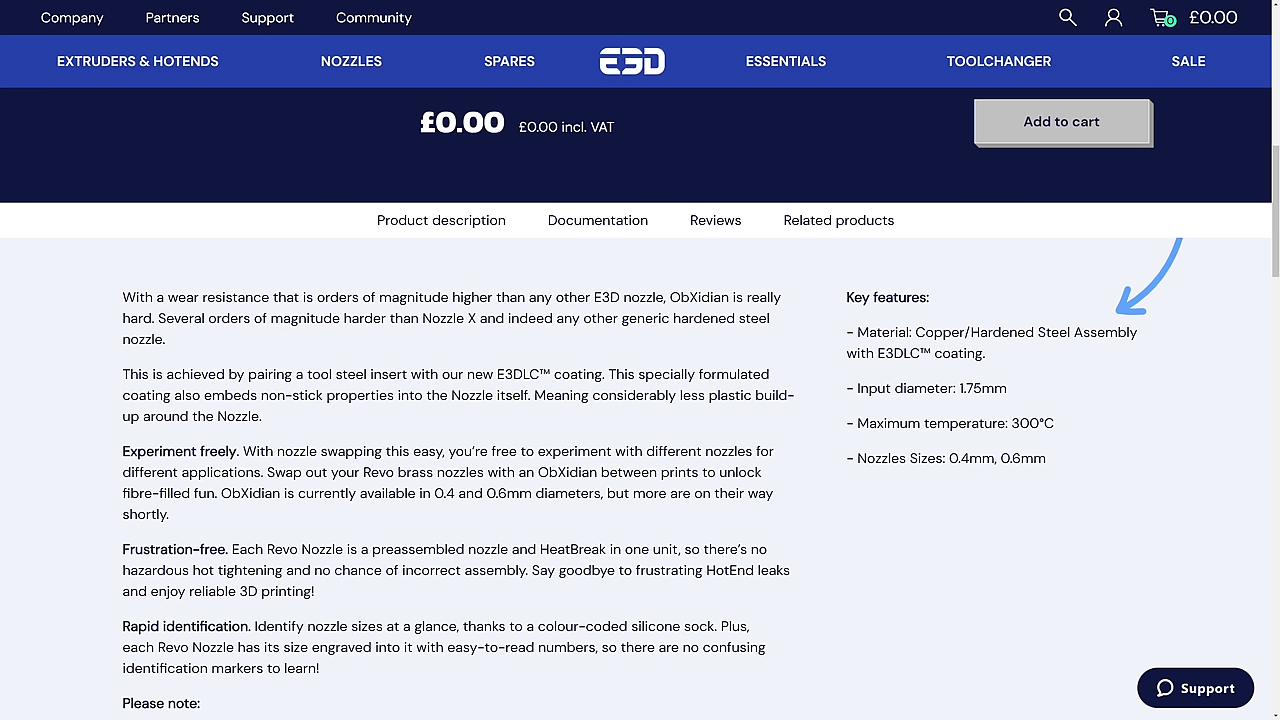 Company Partners Support Community 0 £0.00
EXTRUDERS & HOTENDS NOZZLES SPARES E3D ESSENTIALS TOOLCHANGER SALE
£0.00 £0.00 incl. VAT Add to cart
Product description Documentation Reviews Related products
With a wear resistance that is orders of magnitude higher than any other E3D nozzle, ObXidian is really
hard. Several orders of magnitude harder than Nozzle X and indeed any other generic hardened steel
nozzle.
This is achieved by pairing a tool steel insert with our new E3DLC™ coating. This specially formulated
coating also embeds non-stick properties into the Nozzle itself. Meaning considerably less plastic build-
up around the Nozzle.
Experiment freely. With nozzle swapping this easy, you’re free to experiment with different nozzles for
different applications. Swap out your Revo brass nozzles with an ObXidian between prints to unlock
fibre-filled fun. ObXidian is currently available in 0.4 and 0.6mm diameters, but more are on their way
shortly.
Frustration-free. Each Revo Nozzle is a preassembled nozzle and HeatBreak in one unit, so there’s no
hazardous hot tightening and no chance of incorrect assembly. Say goodbye to frustrating HotEnd leaks
and enjoy reliable 3D printing!
Rapid identification. Identify nozzle sizes at a glance, thanks to a colour-coded silicone sock. Plus,
each Revo Nozzle has its size engraved into it with easy-to-read numbers, so there are no confusing
identification markers to learn!
Please note:
Key features:
- Material: Copper/Hardened Steel Assembly
with E3DLC™ coating.
- Input diameter: 1.75mm
- Maximum temperature: 300°C
- Nozzles Sizes: 0.4mm, 0.6mm
Support